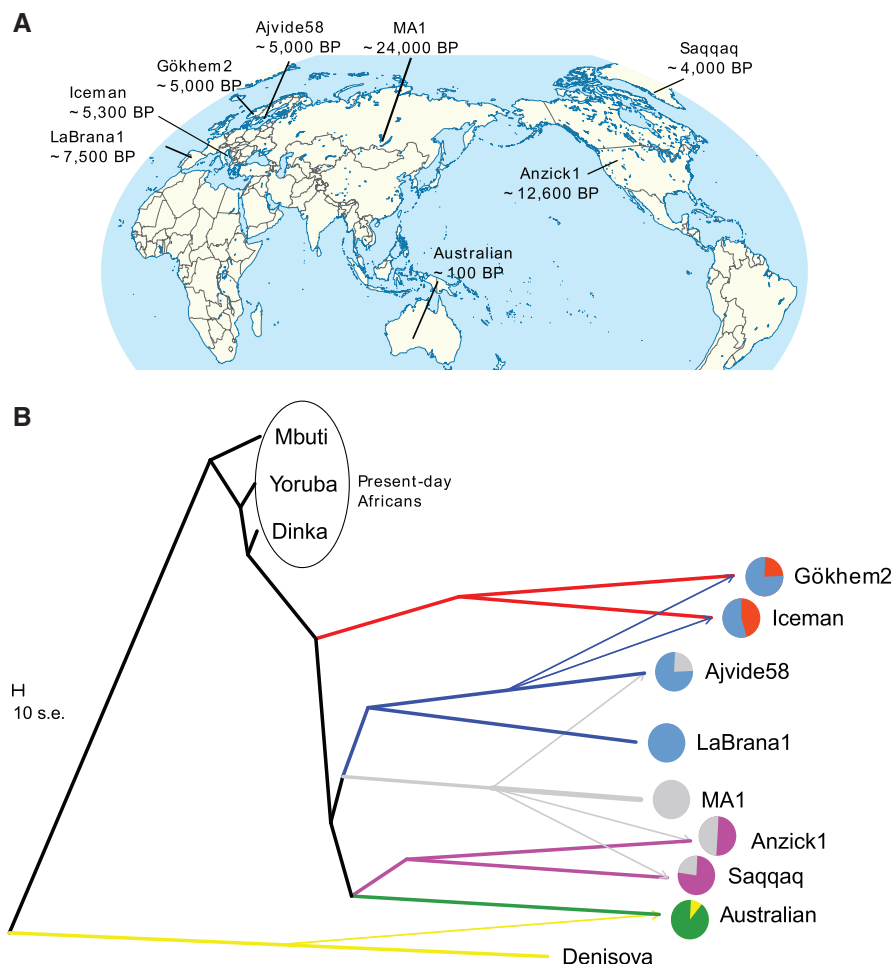 A
Ajvide58
~ 5,000 BP
MA1
~ 24,000 BP
Saqqaq
~ 4,000 BP
Gökhem2
~ 5,000 BP
Iceman
~ 5,300 BP
LaBrana1
~ 7,500 BP
Anzick1
~ 12,600 BP
Australian
~ 100 BP
B
Mbuti
Yoruba
Dinka
Present-day
Africans
Gökhem2
Iceman
Ajvide58
10 s.e.
LaBrana1
MA1
Anzick1
Saqqaq
Australian
Denisova